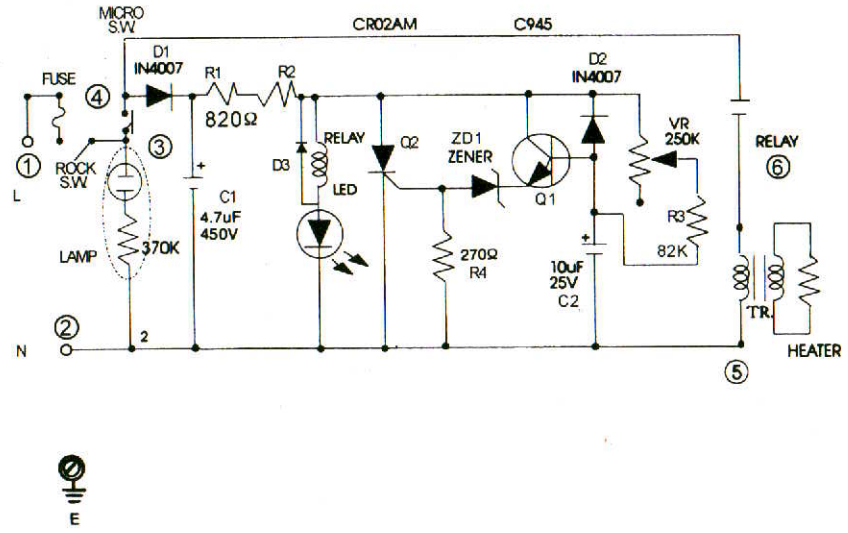 MICRO
S.W.
CR02AM
C945
D1
IN4007
D2
IN4007
FUSE
4
R1
R2
820Ω
VR
250K
1
L
ROCK
S.W.
3
+
C1
4.7uF
450V
D3
RELAY
LED
Q2
ZD1
ZENER
Q1
RELAY
6
R3
82K
LAMP
370K
270Ω
R4
+
10uF
25V
C2
TR.
HEATER
2
N
2
5
E